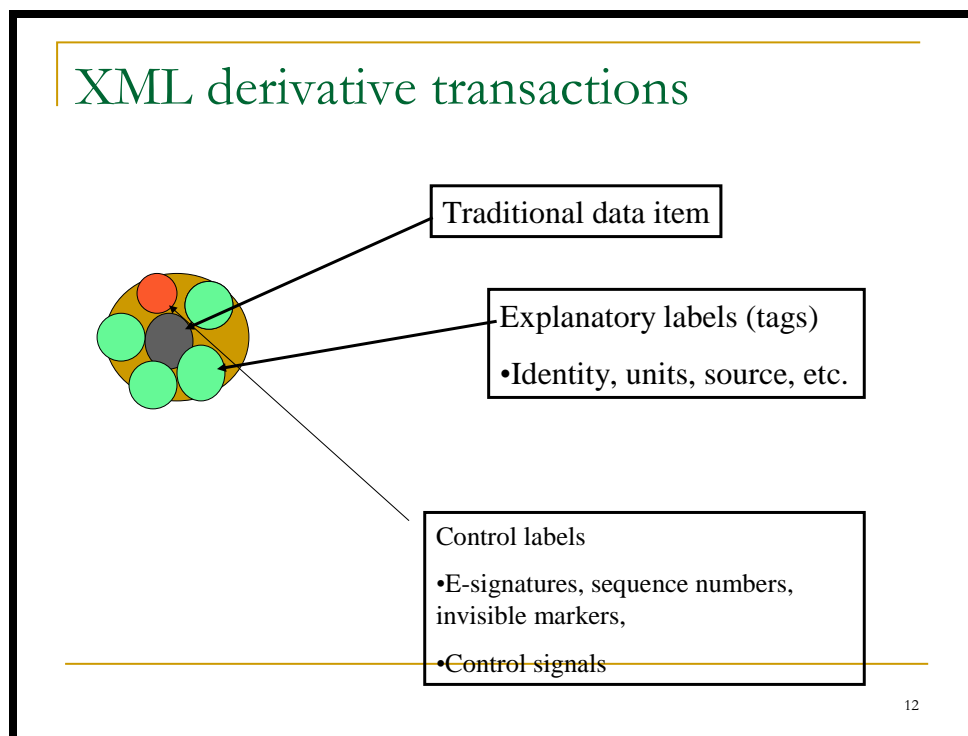 XML derivative transactions
Traditional data item
Explanatory labels (tags)
•Identity, units, source, etc.
Control labels
•E-signatures, sequence numbers,
invisible markers,
•Control signals
12